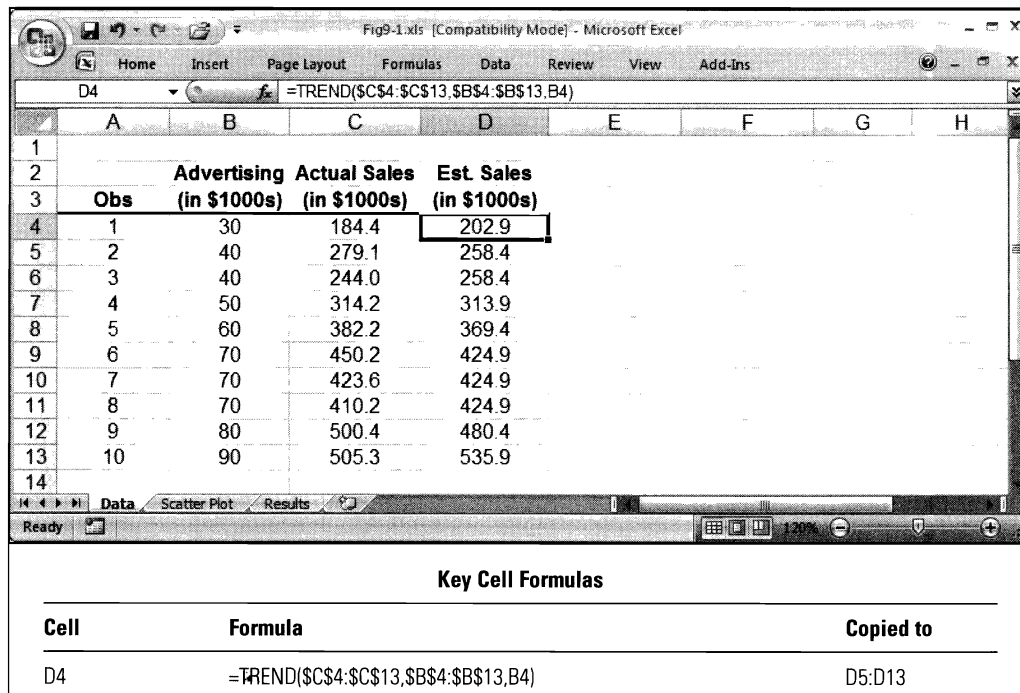 Fig9-1.xls [Compatibility Mode] - Microsoft Excel
Home Insert Page Layout Formulas Data Review View Add-Ins
D4 fx =TREND($C$4:$C$13,$B$4:$B$13,B4)
A B C D E F G H
1
2 Advertising Actual Sales Est. Sales
3 Obs (in $1000s) (in $1000s) (in $1000s)
4 1 30 184.4 202.9
5 2 40 279.1 258.4
6 3 40 244.0 258.4
7 4 50 314.2 313.9
8 5 60 382.2 369.4
9 6 70 450.2 424.9
10 7 70 423.6 424.9
11 8 70 410.2 424.9
12 9 80 500.4 480.4
13 10 90 505.3 535.9
14
Data Scatter Plot Results
Ready 120%
Key Cell Formulas
Cell Formula Copied to
D4 =TREND($C$4:$C$13,$B$4:$B$13,B4) D5:D13